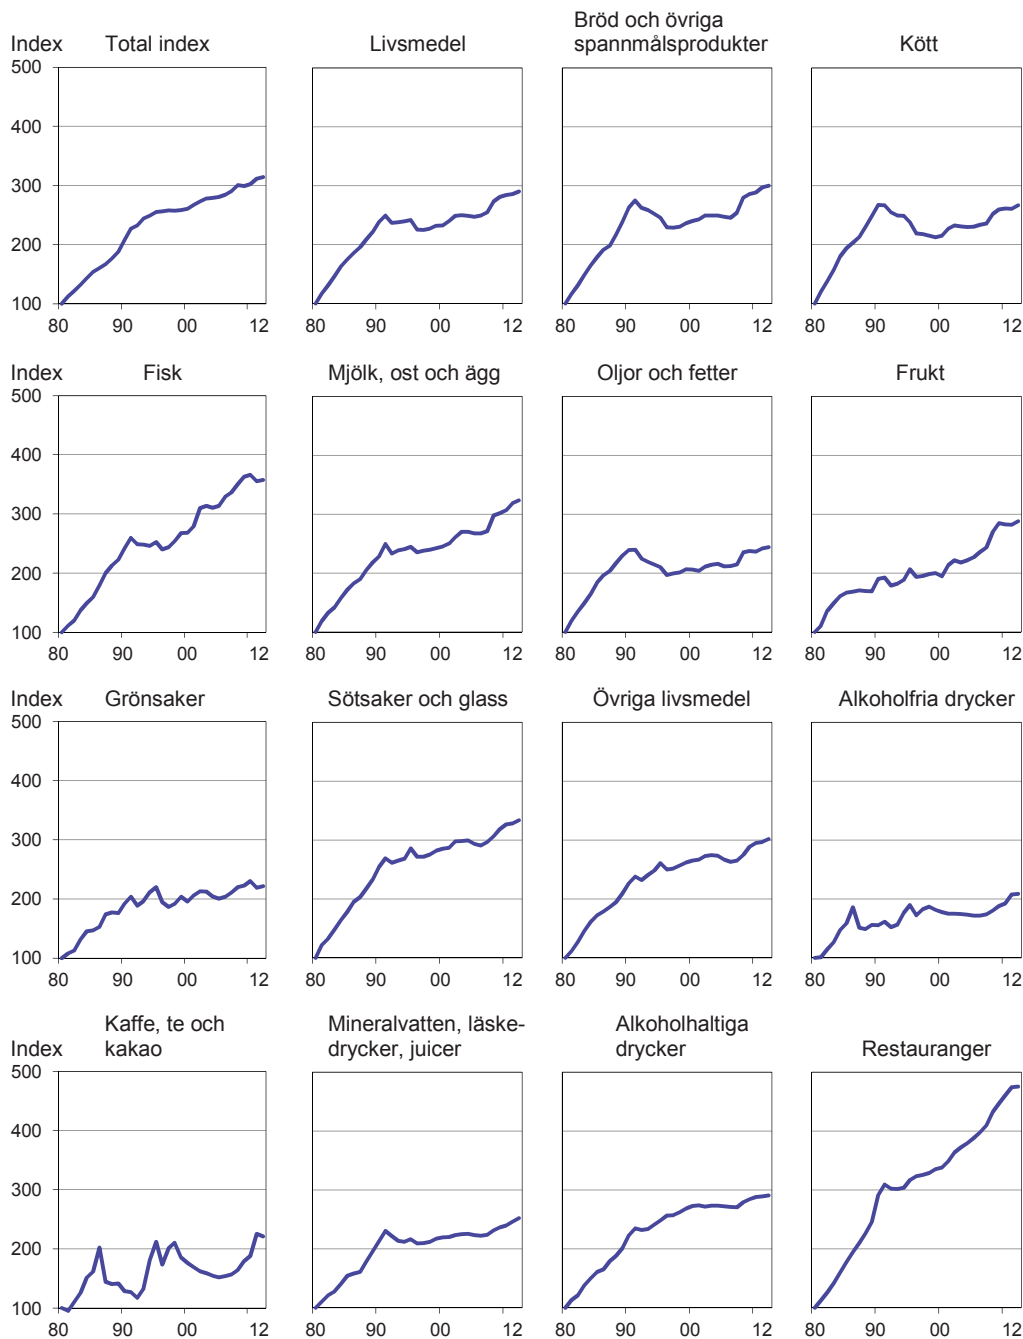 Bröd och övriga
Index Total index Livsmedel spannmålsprodukter Kött
500
400
300
200
100
80 90 00 12 80 90 00 12 80 90 00 12 80 90 00 12
Index Fisk Mjölk, ost och ägg Oljor och fetter Frukt
500
400
300
200
100
80 90 00 12 80 90 00 12 80 90 00 12 80 90 00 12
Index Grönsaker Sötsaker och glass Övriga livsmedel Alkoholfria drycker
500
400
300
200
100
80 90 00 12 80 90 00 12 80 90 00 12 80 90 00 12
Kaffe, te och Mineralvatten, läske- Alkoholhaltiga
Index kakao drycker, juicer drycker Restauranger
500
400
300
200
100
80 90 00 12 80 90 00 12 80 90 00 12 80 90 00 12